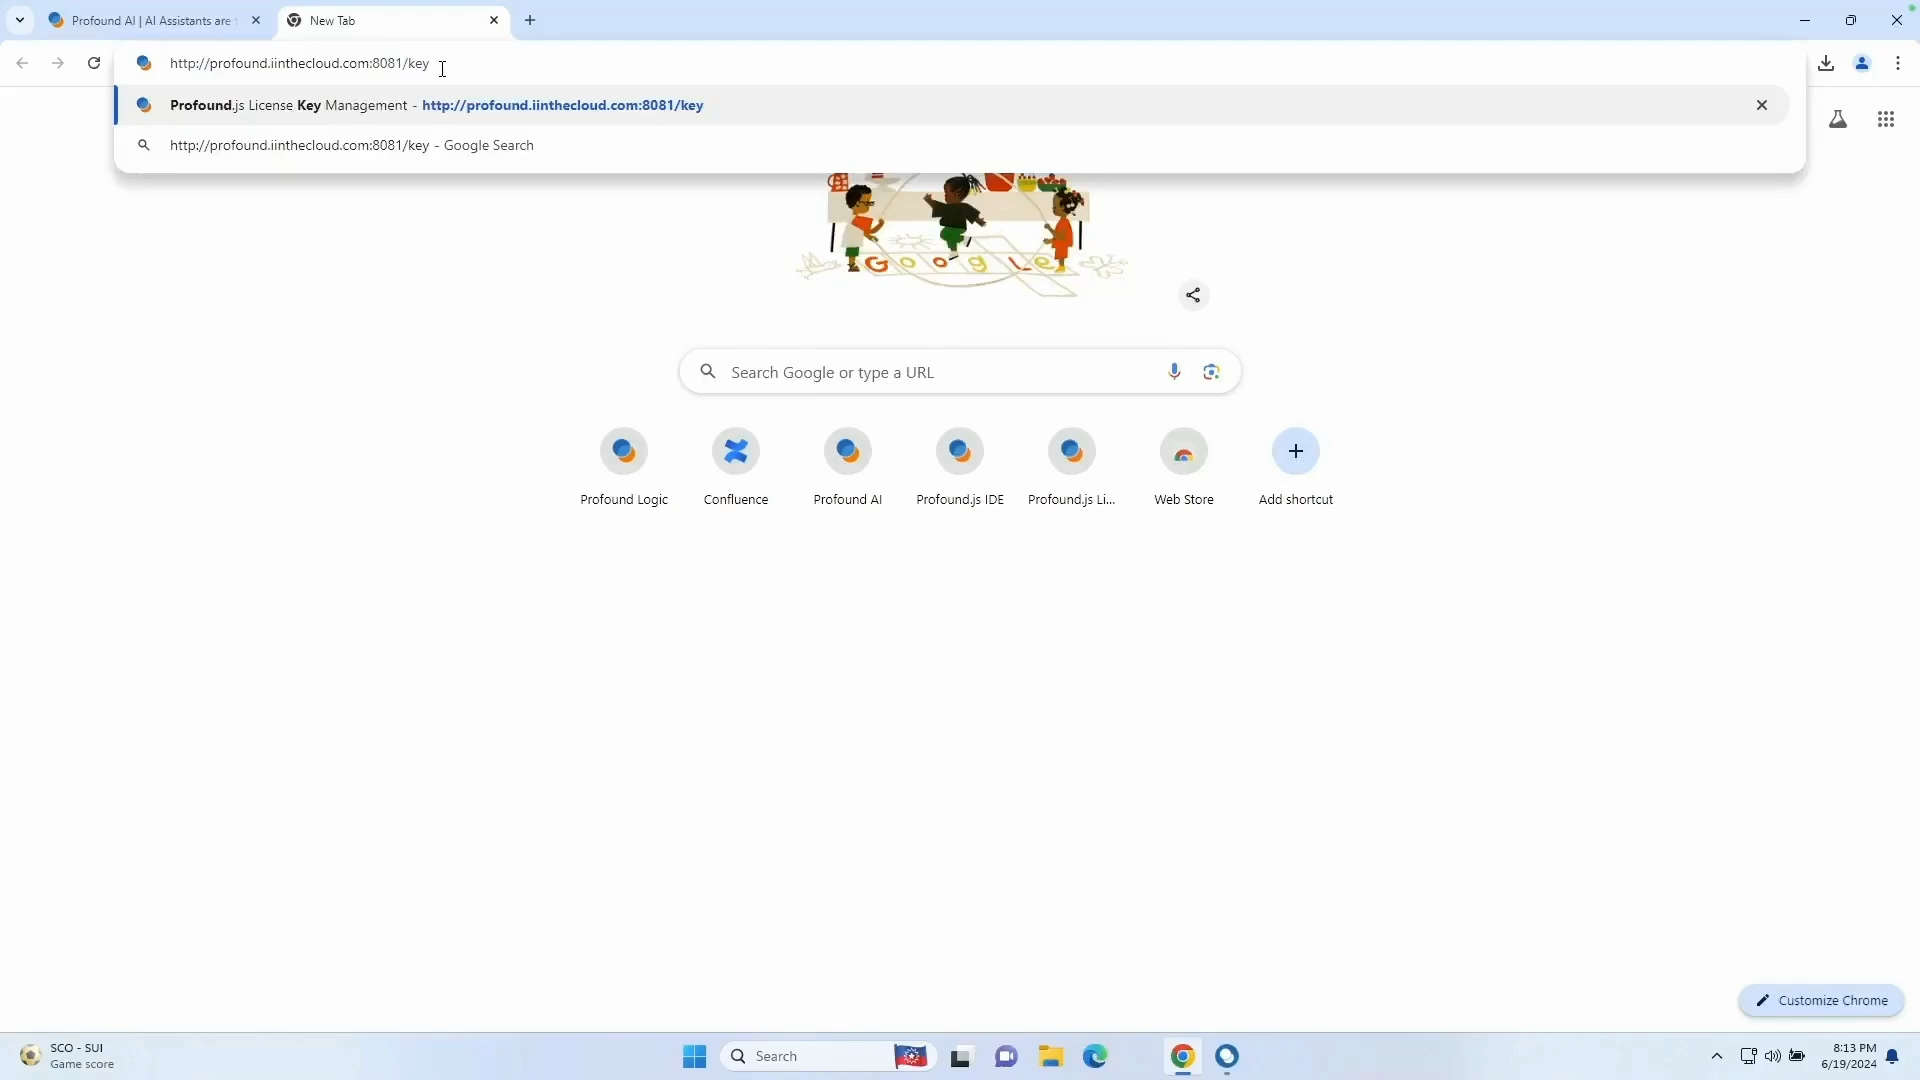 Profound AI | AI Assistants are
New Tab
http://profound.iinthecloud.com:8081/key
Profound.js License Key Management - http://profound.iinthecloud.com:8081/key
http://profound.iinthecloud.com:8081/key - Google Search
Google
Search Google or type a URL
Profound Logic
Confluence
Profound AI
Profound.js IDE
Profound.js Li...
Web Store
Add shortcut
Customize Chrome
SCO - SUI
Game score
Search
8:13 PM
6/19/2024